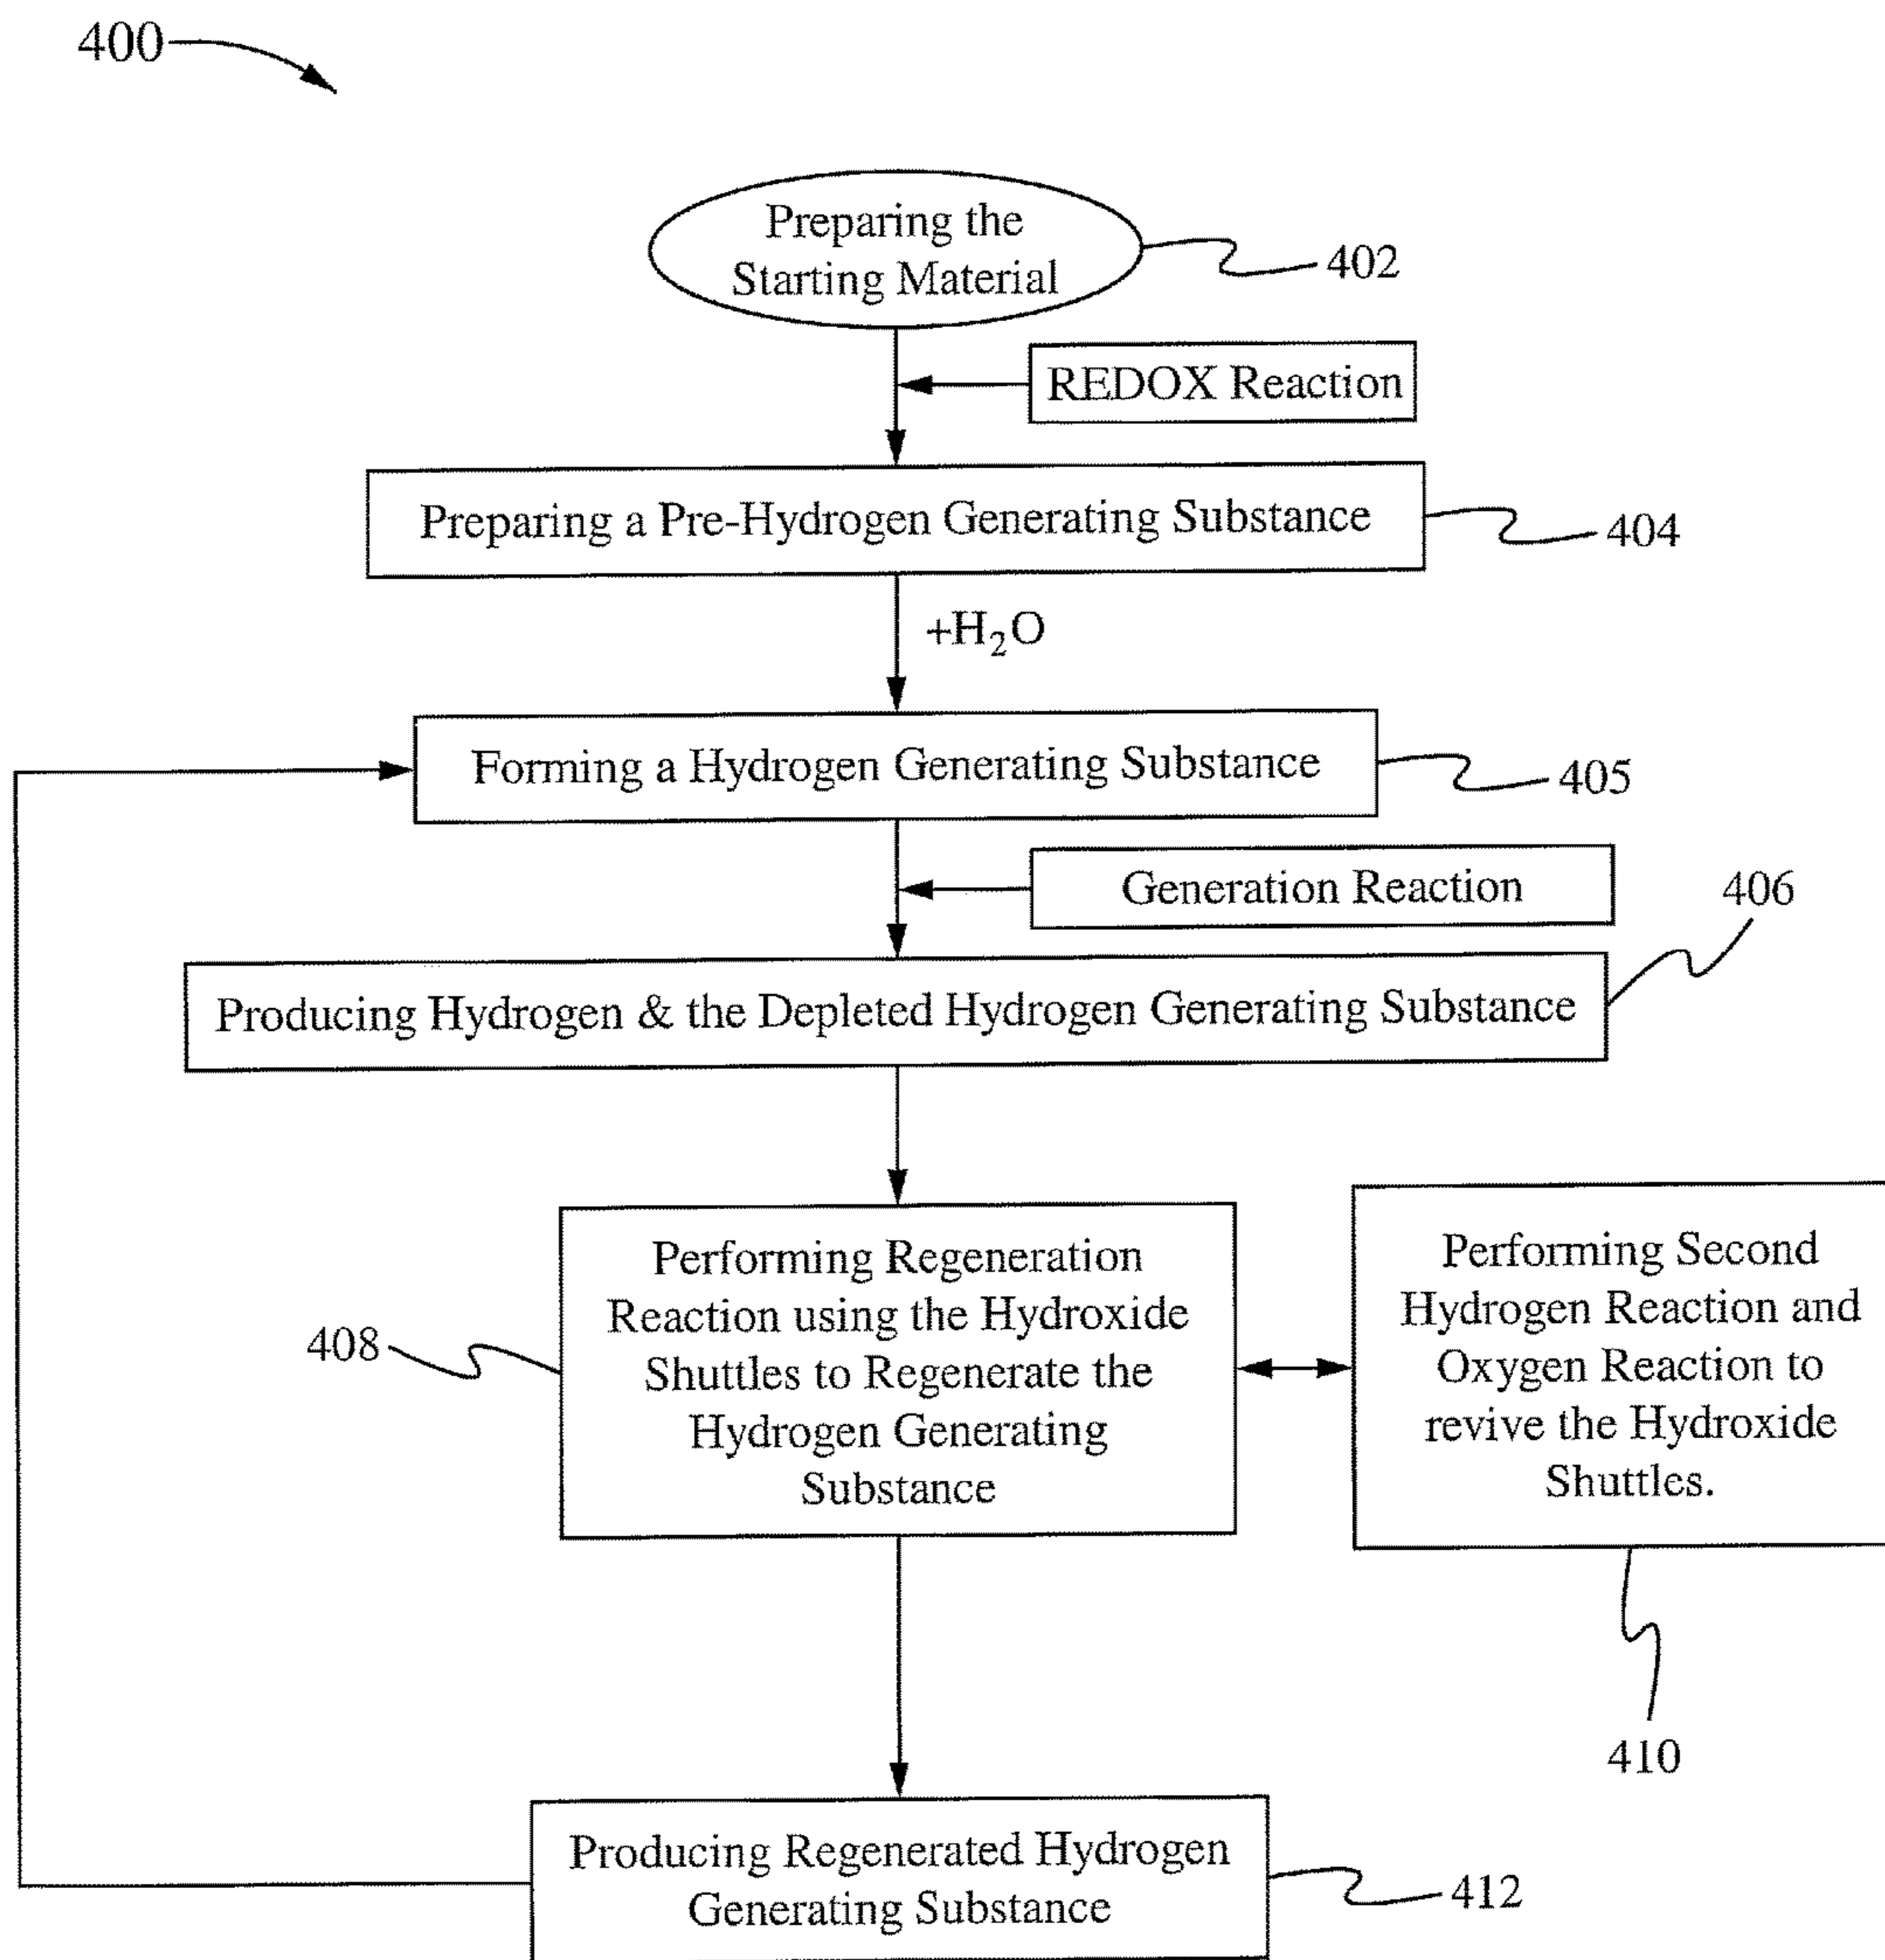 400
Preparing the
Starting Material
402
REDOX Reaction
Preparing a Pre-Hydrogen Generating Substance
404
+H₂O
Forming a Hydrogen Generating Substance
405
Generation Reaction
406
Producing Hydrogen & the Depleted Hydrogen Generating Substance
Performing Regeneration
Reaction using the Hydroxide
Shuttles to Regenerate the
Hydrogen Generating
Substance
408
Performing Second
Hydrogen Reaction and
Oxygen Reaction to
revive the Hydroxide
Shuttles.
410
Producing Regenerated Hydrogen
Generating Substance
412